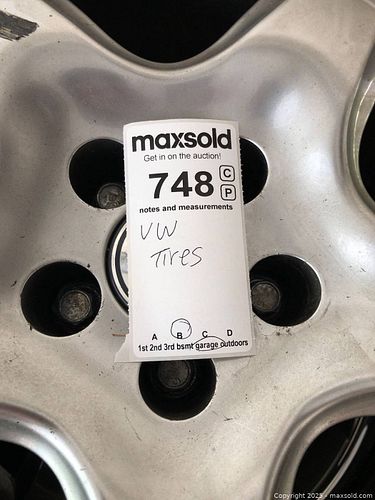 maxsold
Get in on the auction!
748 C
P
notes and measurements
VW
Tires
A B C D
1st 2nd 3rd bsmt garage outdoors
Copyright 2025 - maxsold.com